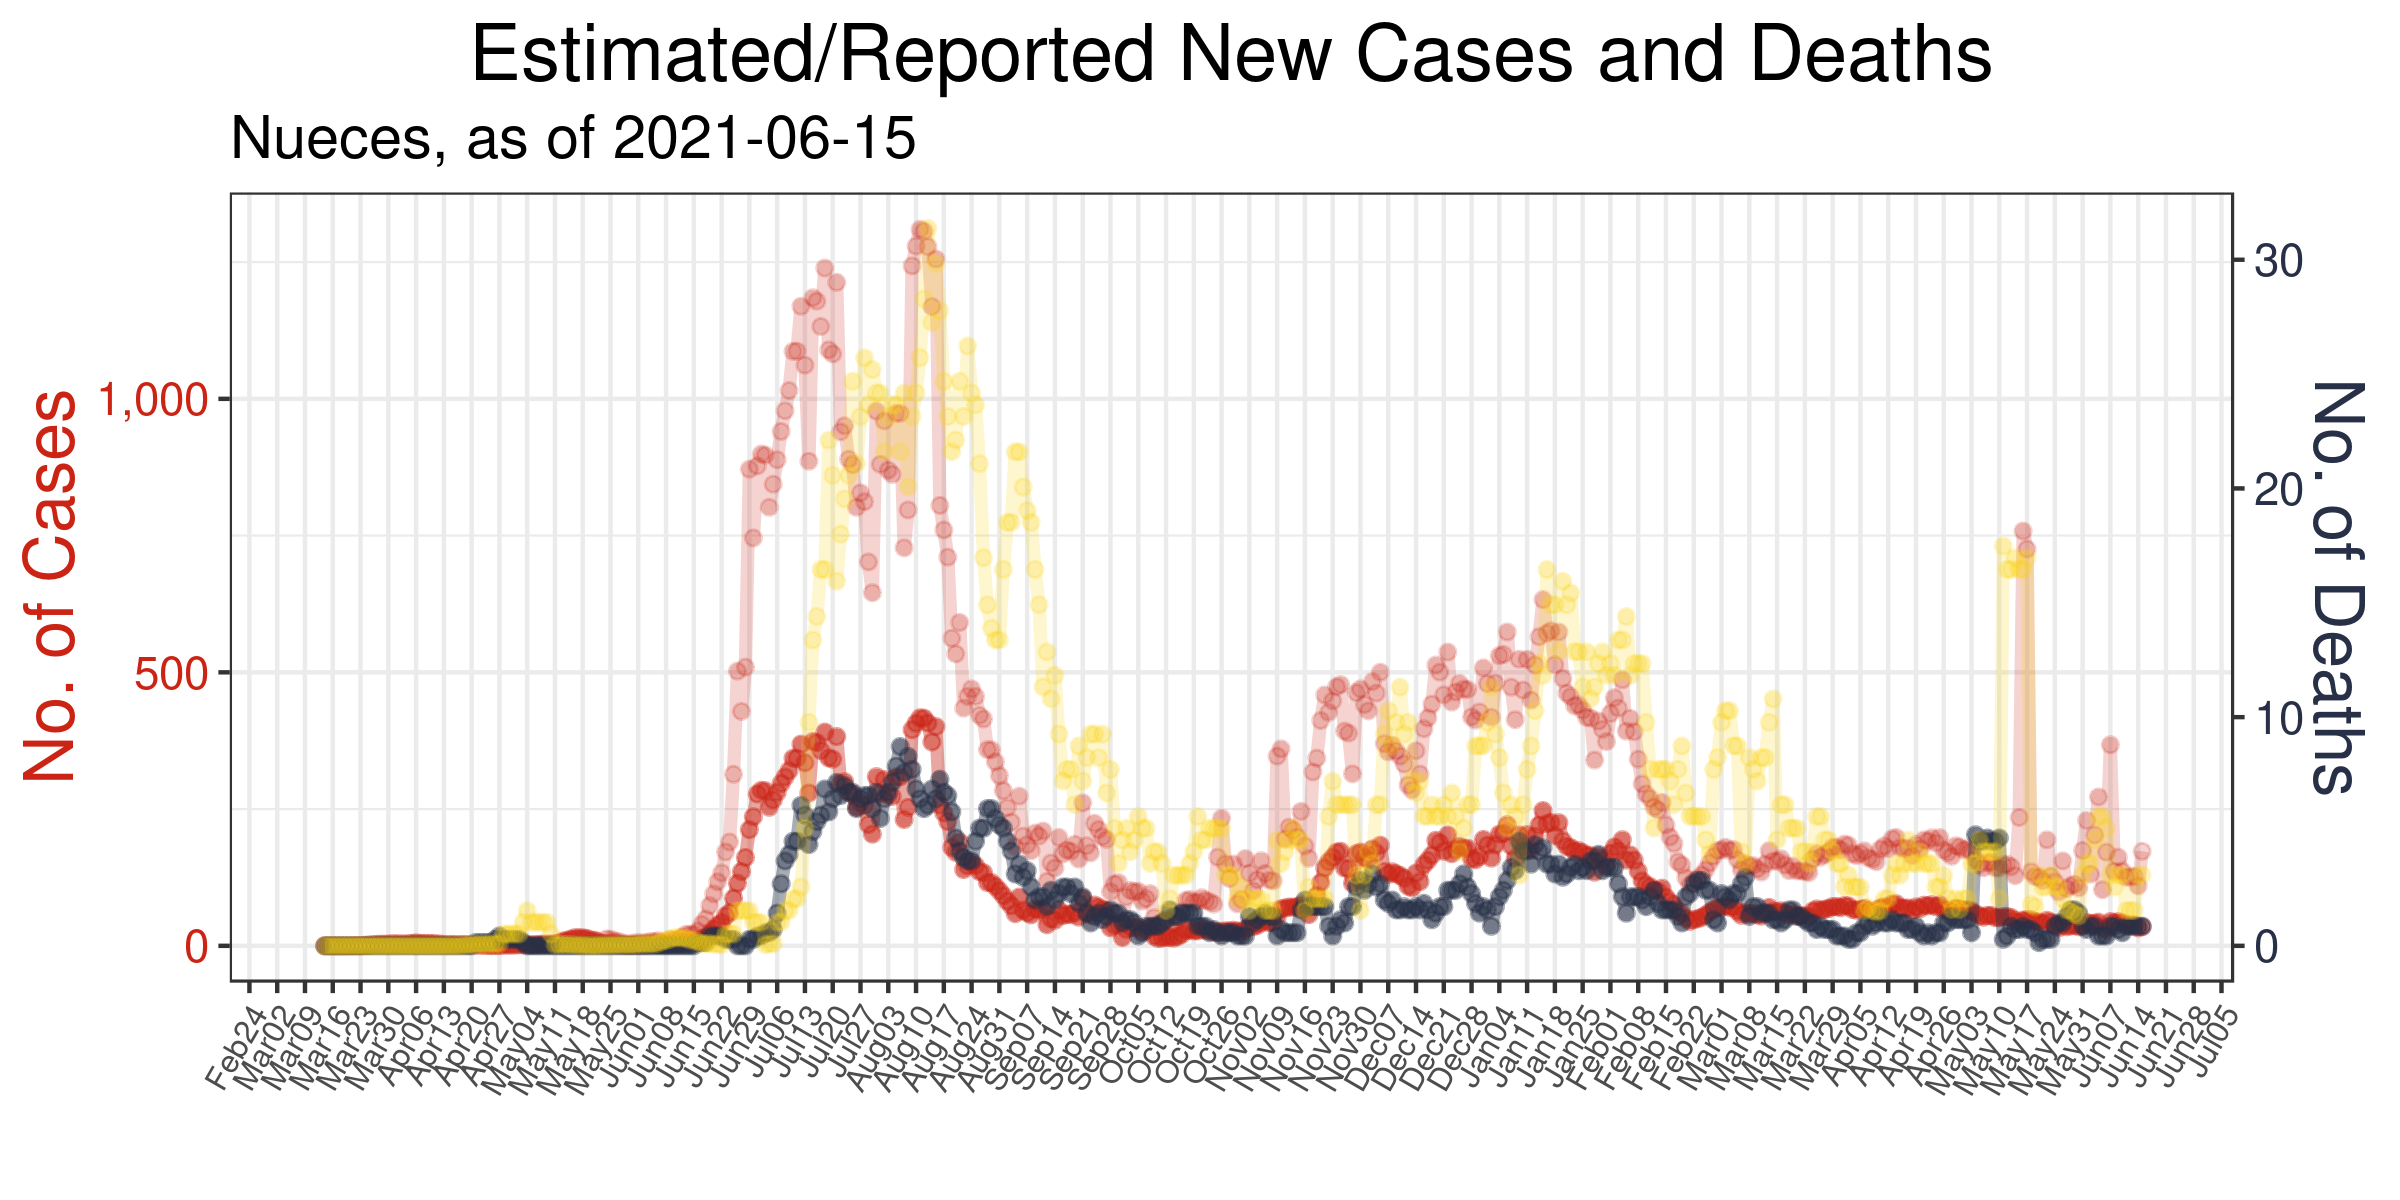 Estimated/Reported New Cases and Deaths
Nueces, as of 2021-06-15
No. of Cases
1,000
500
0
30
20
10
0
No. of Deaths
Feb24
Mar02
Mar09
Mar16
Mar23
Mar30
Apr06
Apr13
Apr20
Apr27
May04
May11
May18
May25
Jun01
Jun08
Jun15
Jun22
Jun29
Jul06
Jul13
Jul20
Jul27
Aug03
Aug10
Aug17
Aug24
Aug31
Sep07
Sep14
Sep21
Sep28
Oct05
Oct12
Oct19
Oct26
Nov02
Nov09
Nov16
Nov23
Nov30
Dec07
Dec14
Dec21
Dec28
Jan04
Jan11
Jan18
Jan25
Feb01
Feb08
Feb15
Feb22
Mar01
Mar08
Mar15
Mar22
Mar29
Apr05
Apr12
Apr19
Apr26
May03
May10
May17
May24
May31
Jun07
Jun14
Jun21
Jun28
Jul05